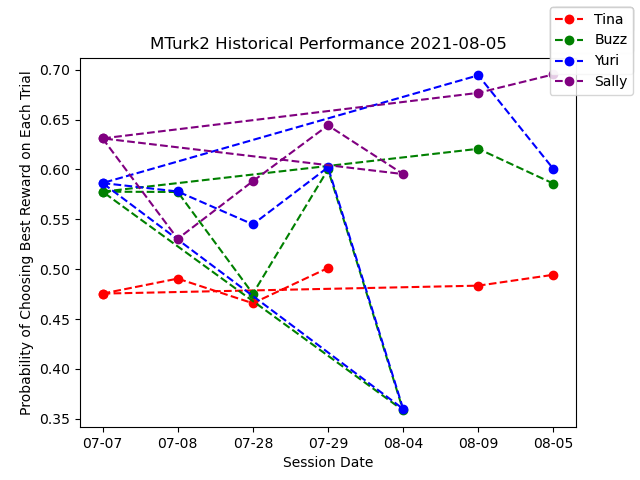 MTurk2 Historical Performance 2021-08-05
Tina
Buzz
Yuri
Sally
Probability of Choosing Best Reward on Each Trial
0.70
0.65
0.60
0.55
0.50
0.45
0.40
0.35
07-07 07-08 07-28 07-29 08-04 08-09 08-05
Session Date